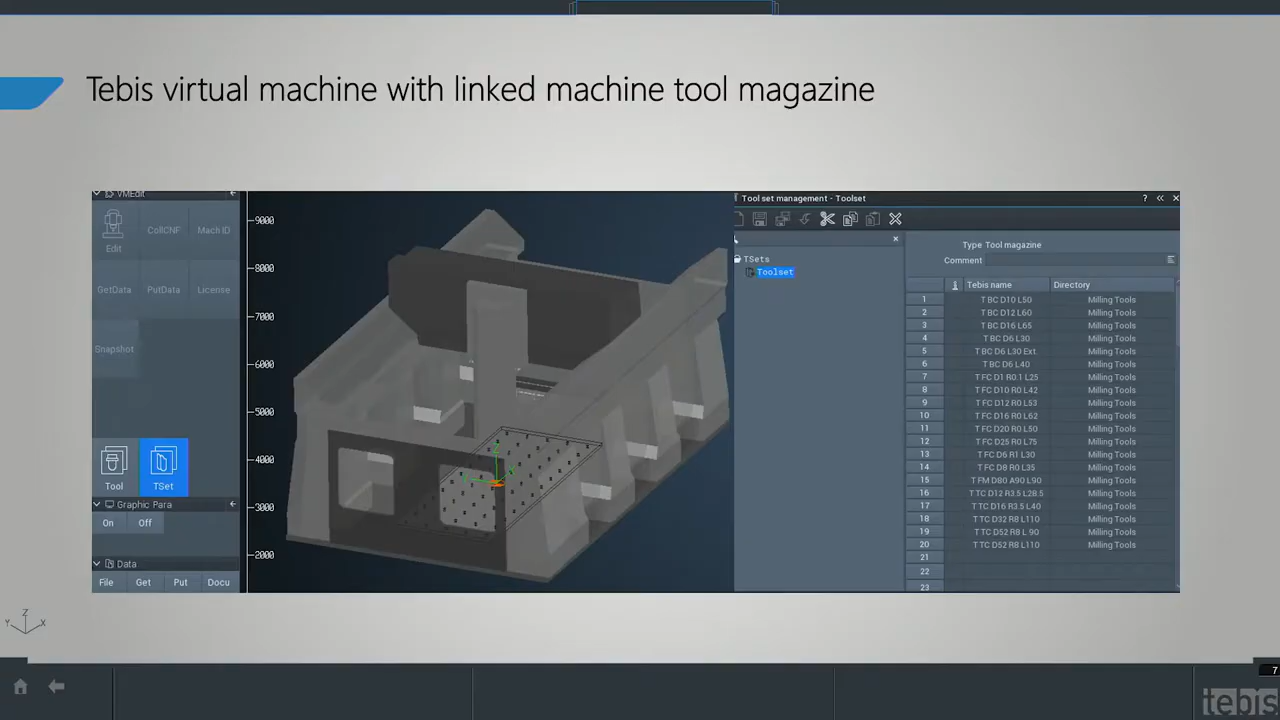 Tebis virtual machine with linked machine tool magazine
VMEdit
Edit
CollCNF
Mach ID
GetData
PutData
License
Snapshot
Tool
TSet
Graphic Para
On
Off
Data
File
Get
Put
Docu
9000
8000
7000
6000
5000
4000
3000
2000
Z
Tool set management - Toolset
TSets
Toolset
Type Tool magazine
Comment
Tebis name Directory
1 T BC D10 L50 Milling Tools
2 T BC D12 L60 Milling Tools
3 T BC D16 L65 Milling Tools
4 T BC D6 L30 Milling Tools
5 T BC D6 L30 Ext Milling Tools
6 T BC D6 L40 Milling Tools
7 T FC D1 R0.1 L25 Milling Tools
8 T FC D10 R0 L42 Milling Tools
9 T FC D12 R0 L53 Milling Tools
10 T FC D16 R0 L62 Milling Tools
11 T FC D20 R0 L50 Milling Tools
12 T FC D25 R0 L75 Milling Tools
13 T FC D6 R1 L30 Milling Tools
14 T FC D8 R0 L35 Milling Tools
15 T FM D80 A90 L90 Milling Tools
16 T TC D12 R3.5 L28.5 Milling Tools
17 T TC D16 R3.5 L40 Milling Tools
18 T TC D32 R8 L110 Milling Tools
19 T TC D52 R8 L 90 Milling Tools
20 T TC D52 R8 L110 Milling Tools
21
22
23
Z
Y X
7
tebis